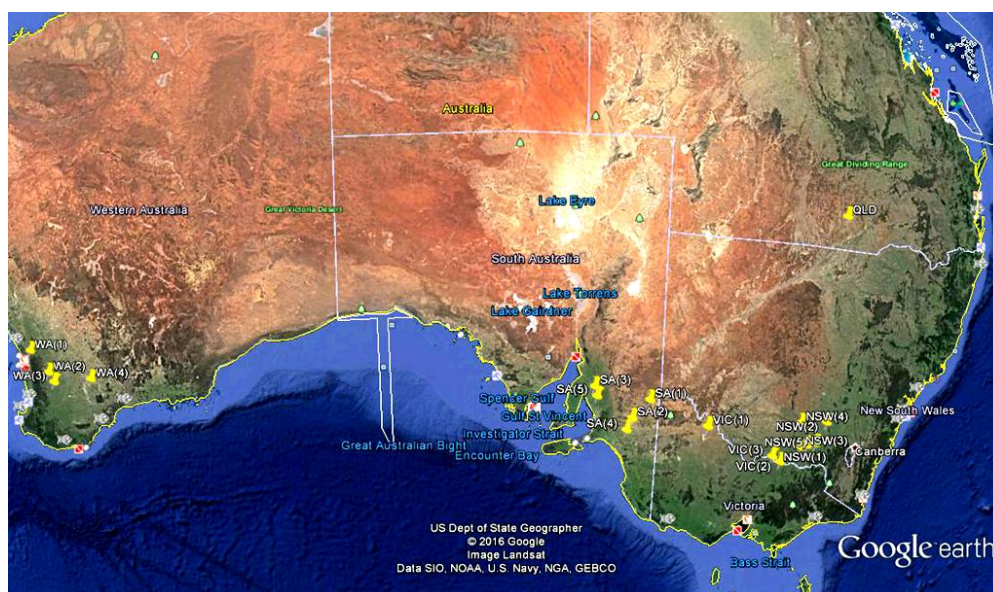 Australia
Great Dividing Range
Lake Eyre
Western Australia
Great Victoria Desert
QLD
South Australia
Lake Torrens
Lake Gairdner
WA(1)
WA(2)
WA(3)
WA(4)
SA(3)
SA(5)
SA(1)
Spenser Gulf
SA(2)
Gulf St Vincent
SA(4)
VIC(1)
NSW(4)
NSW(2)
New South Wales
Investigator Strait
Great Australian Bight
Encounter Bay
NSW(5)
NSW(3)
VIC(3)
NSW(1)
Canberra
VIC(2)
Victoria
US Dept of State Geographer
© 2016 Google
Image Landsat
Data SIO, NOAA, U.S. Navy, NGA, GEBCO
Google earth
Bass Strait